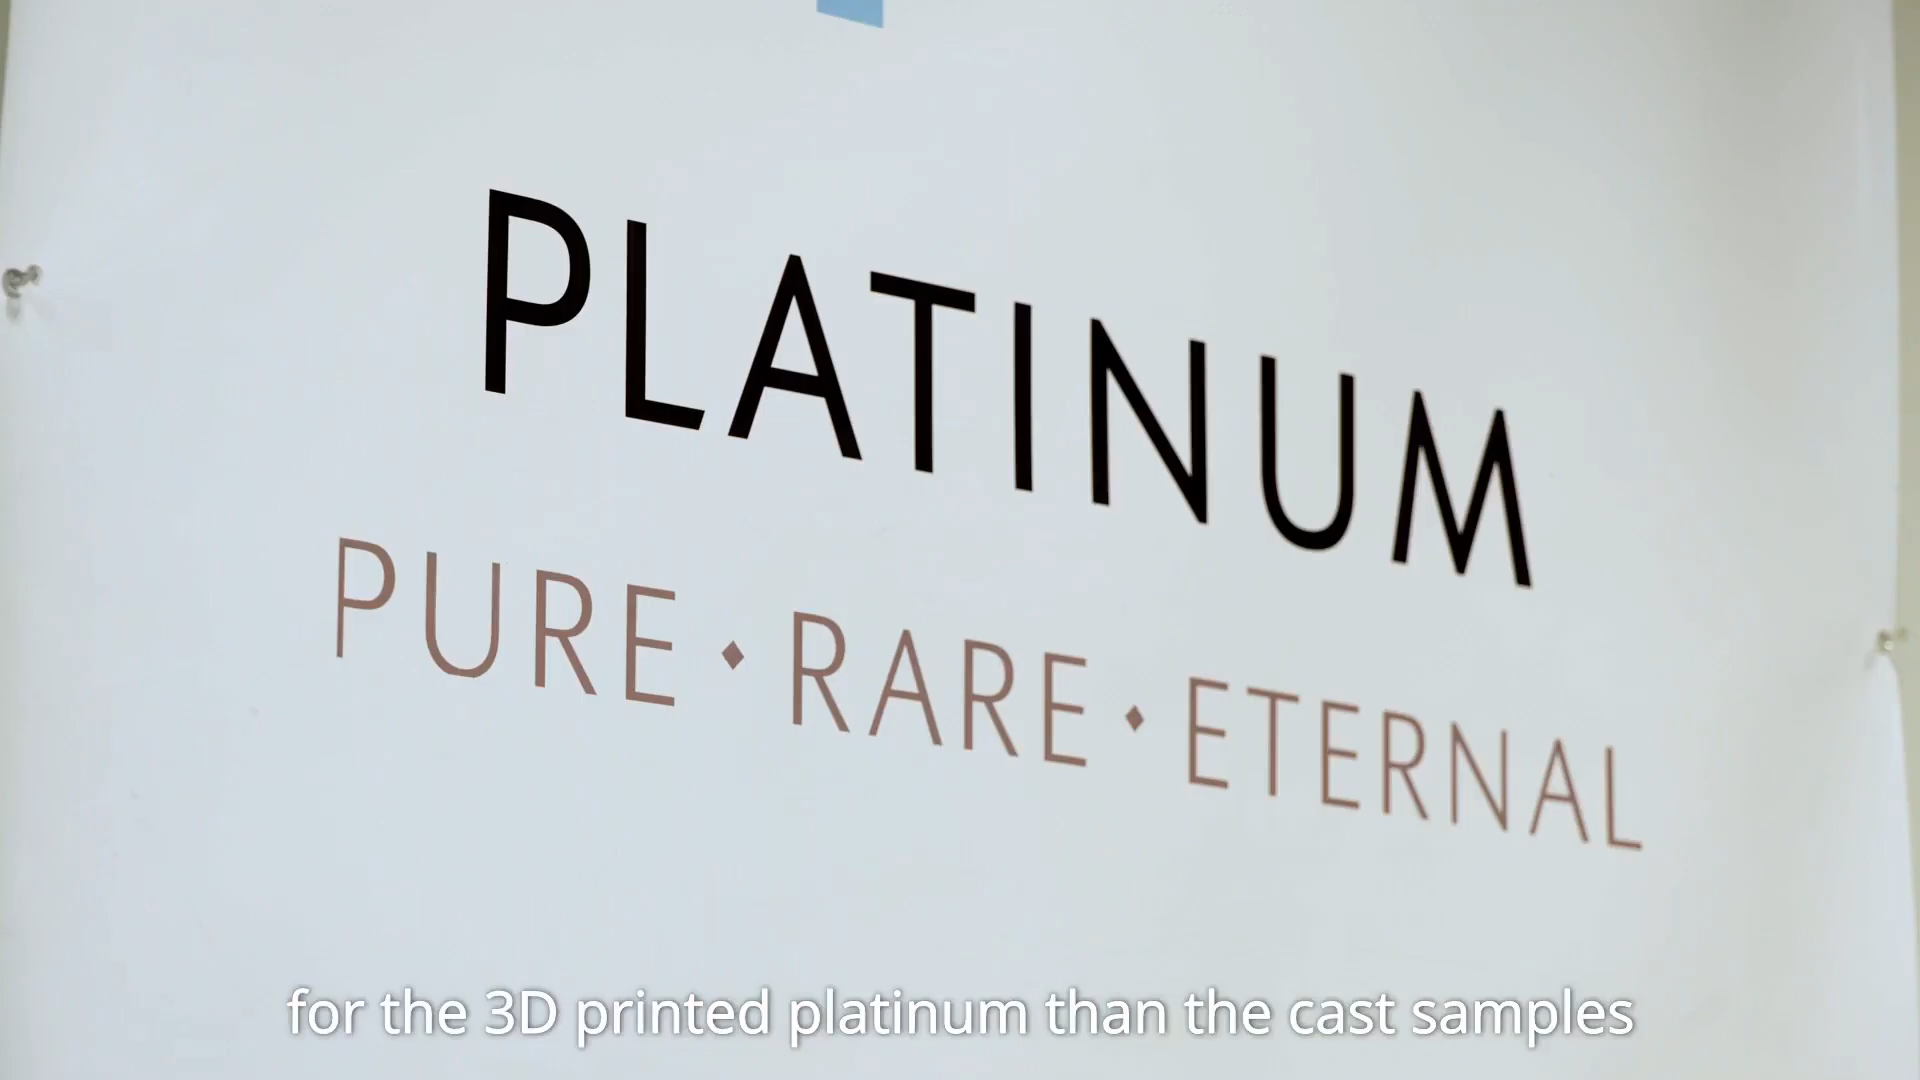 PLATINUM
PURE ♦ RARE ♦ ETERNAL
for the 3D printed platinum than the cast samples